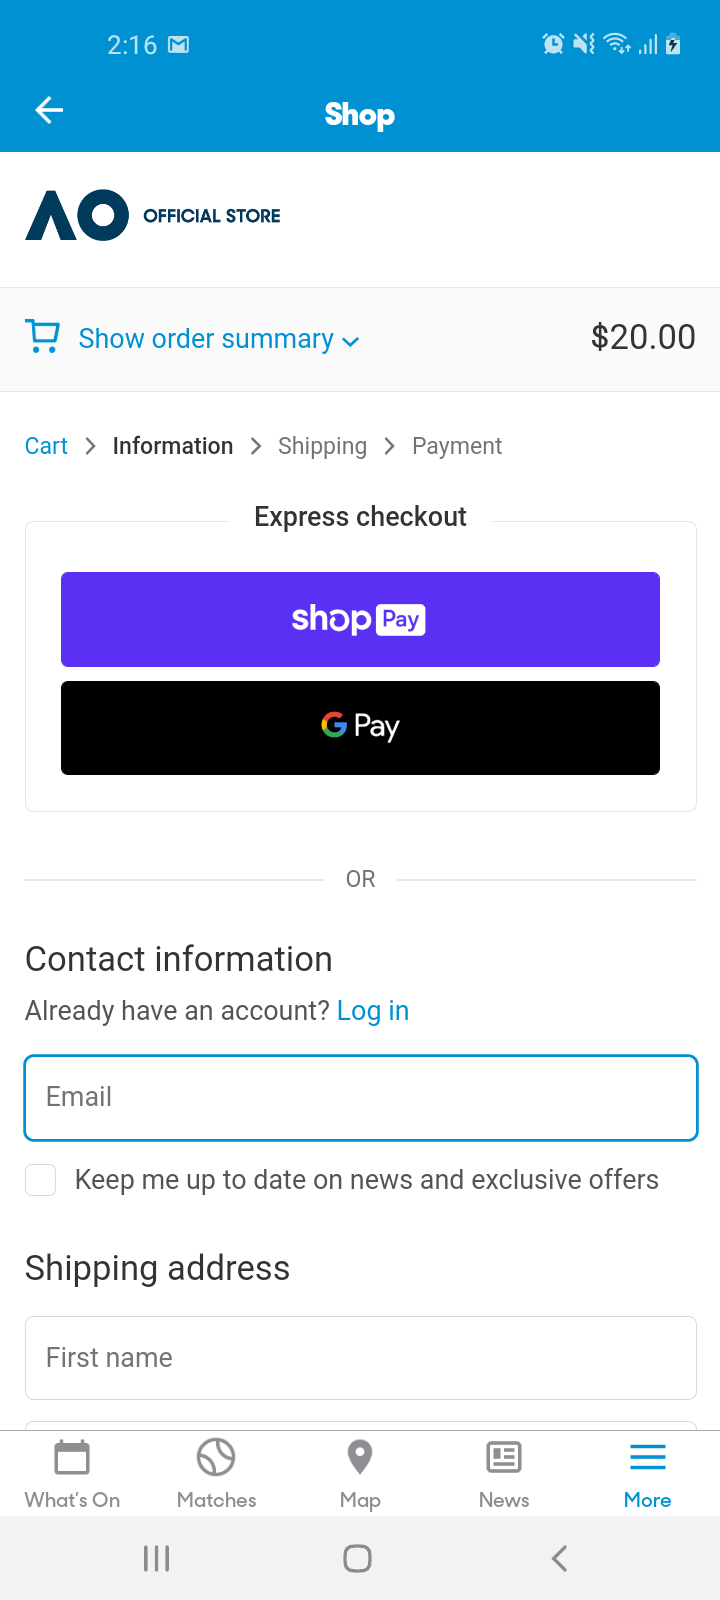 2:16
Shop
AO OFFICIAL STORE
Show order summary
$20.00
Cart > Information > Shipping > Payment
Express checkout
shop Pay
G Pay
OR
Contact information
Already have an account? Log in
Email
Keep me up to date on news and exclusive offers
Shipping address
First name
What's On Matches Map News More